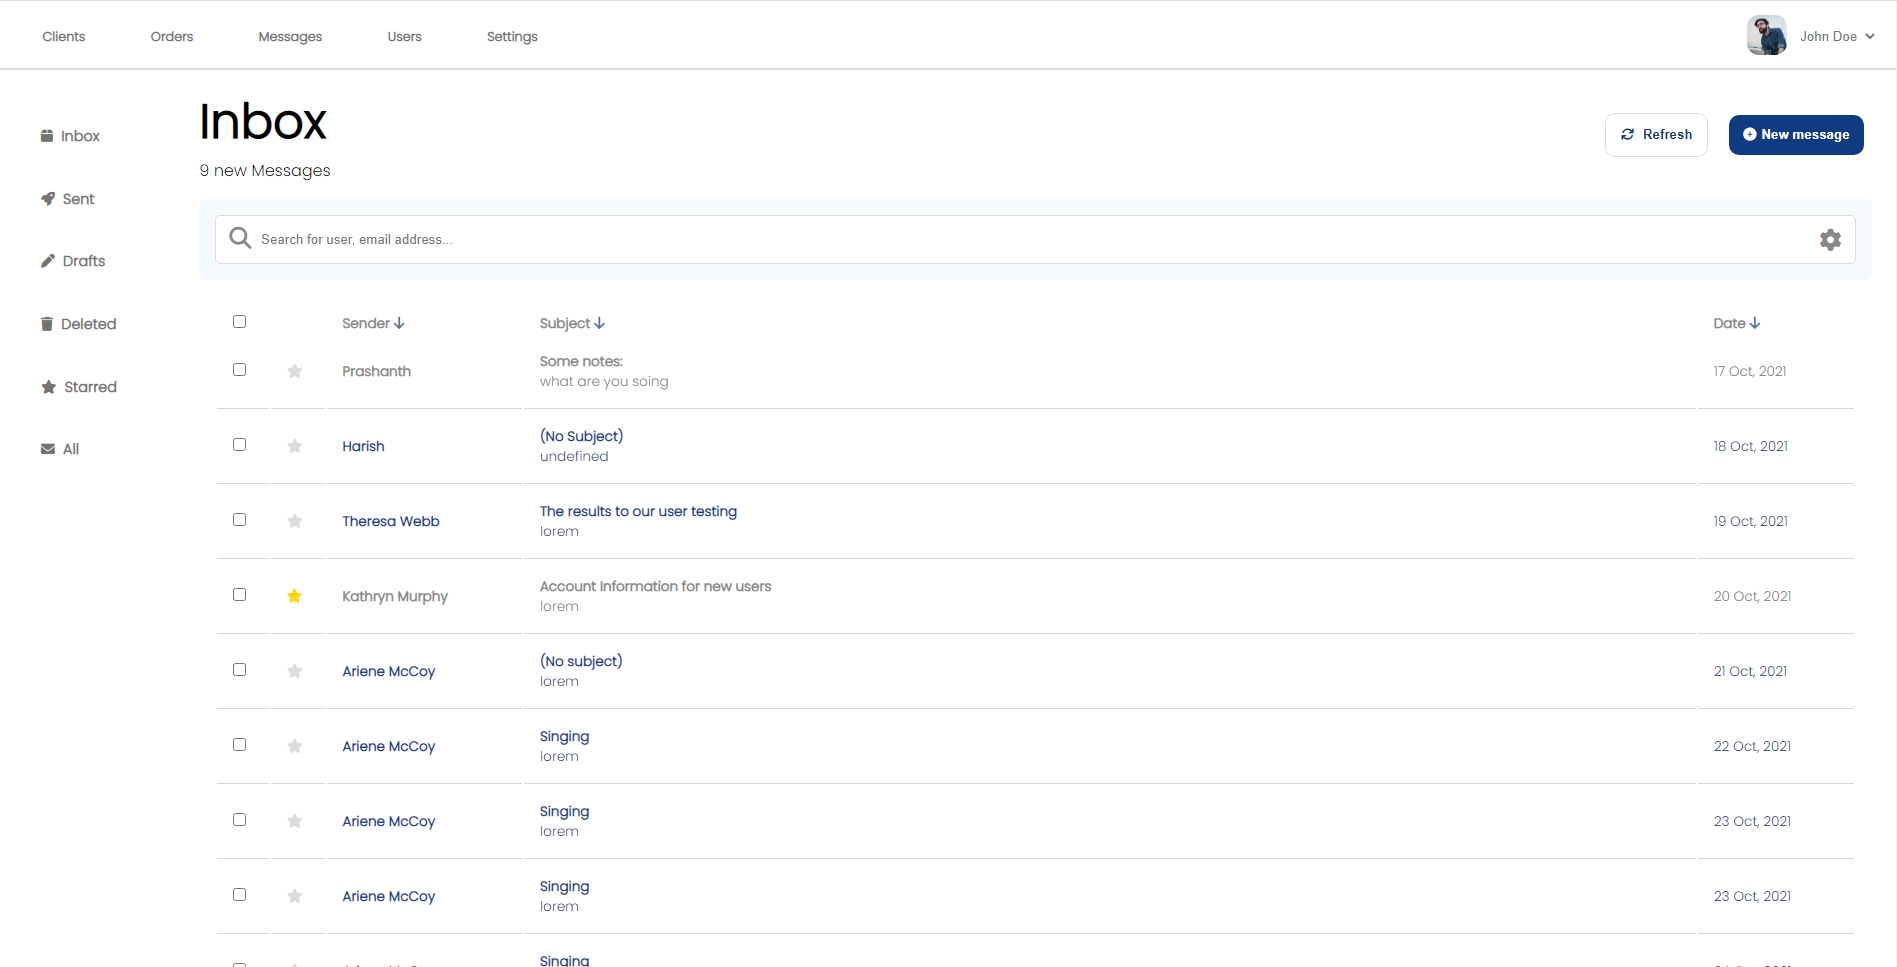 Clients Orders Messages Users Settings John Doe
Inbox
Sent
Drafts
Deleted
Starred
All
Inbox
9 new Messages
Refresh New message
Search for user, email address...
Sender Subject Date
Prashanth Some notes: 17 Oct, 2021
what are you soing
Harish (No Subject) 18 Oct, 2021
undefined
Theresa Webb The results to our user testing 19 Oct, 2021
lorem
Kathryn Murphy Account Information for new users 20 Oct, 2021
lorem
Ariene McCoy (No subject) 21 Oct, 2021
lorem
Ariene McCoy Singing 22 Oct, 2021
lorem
Ariene McCoy Singing 23 Oct, 2021
lorem
Ariene McCoy Singing 23 Oct, 2021
lorem
Singing